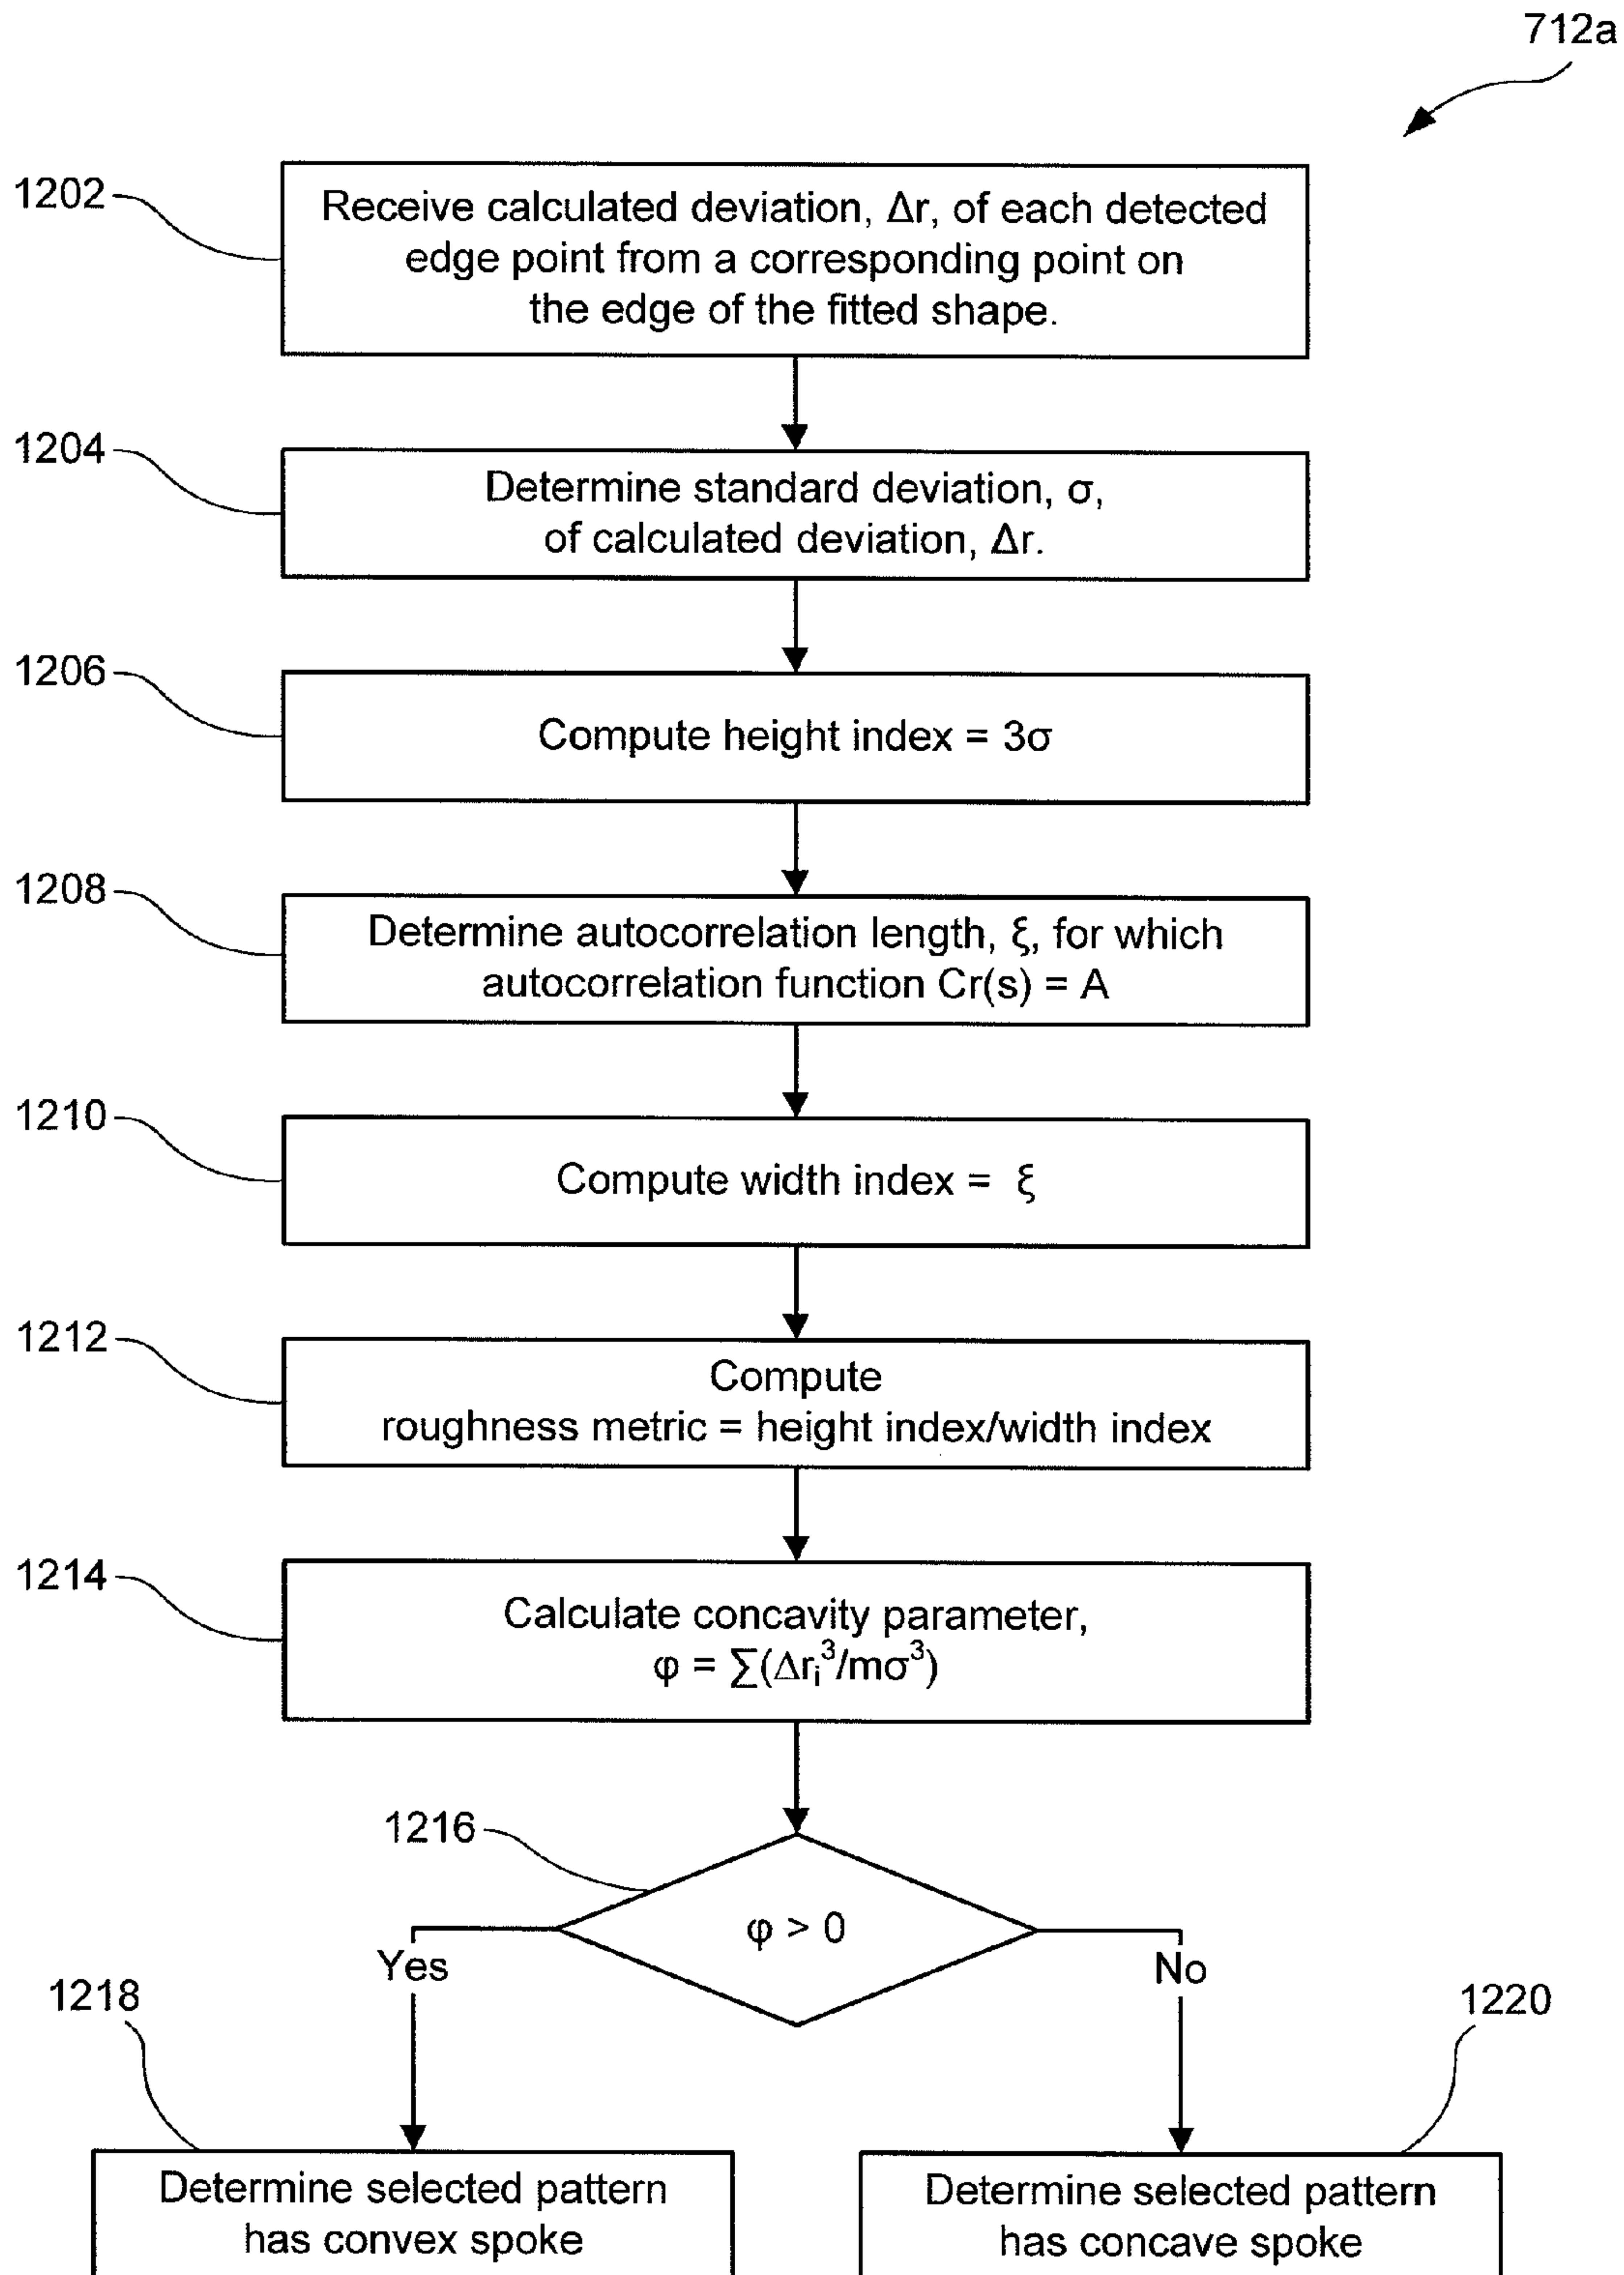 712a
1202
Receive calculated deviation, Δr, of each detected
edge point from a corresponding point on
the edge of the fitted shape.
1204
Determine standard deviation, σ,
of calculated deviation, Δr.
1206
Compute height index = 3σ
1208
Determine autocorrelation length, ξ, for which
autocorrelation function Cr(s) = A
1210
Compute width index = ξ
1212
Compute
roughness metric = height index/width index
1214
Calculate concavity parameter,
φ = ∑(Δrᵢ³/mσ³)
1216
φ > 0
Yes
No
1218
1220
Determine selected pattern
has convex spoke
Determine selected pattern
has concave spoke